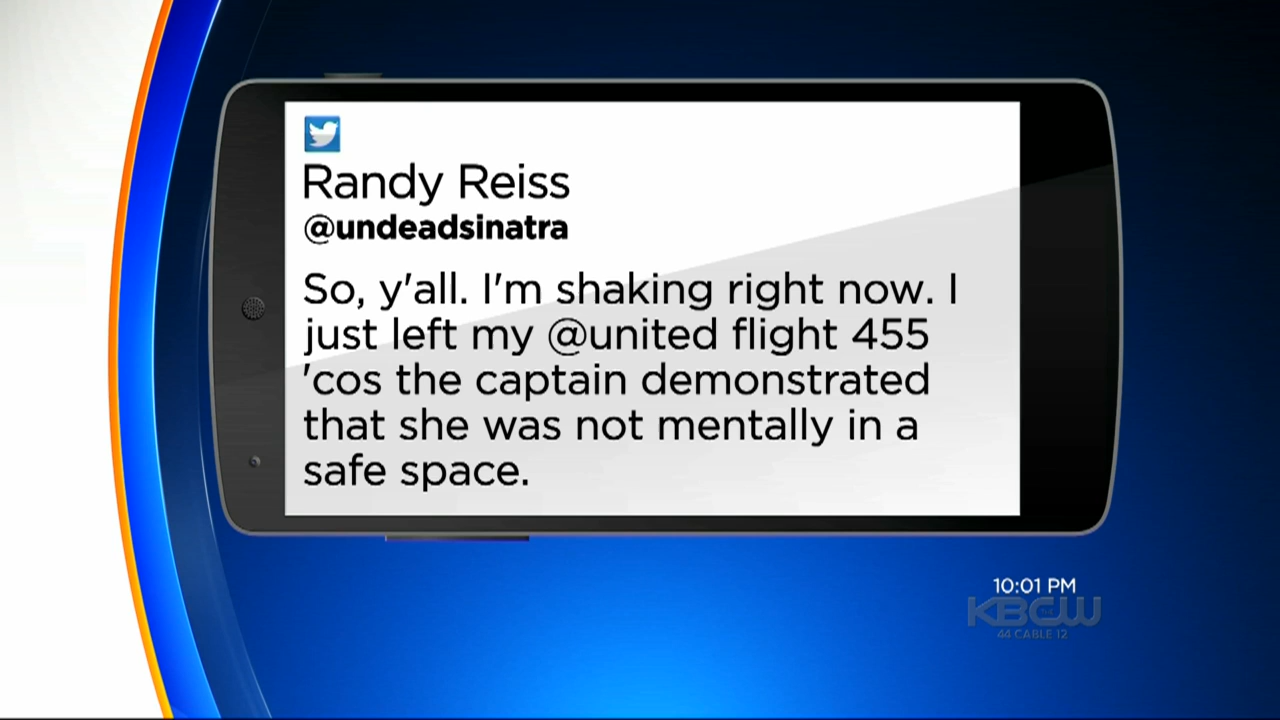 Randy Reiss
@undeadsinatra
So, y'all. I'm shaking right now. I
just left my @united flight 455
'cos the captain demonstrated
that she was not mentally in a
safe space.
10:01 PM
KBCW
44 CABLE 12